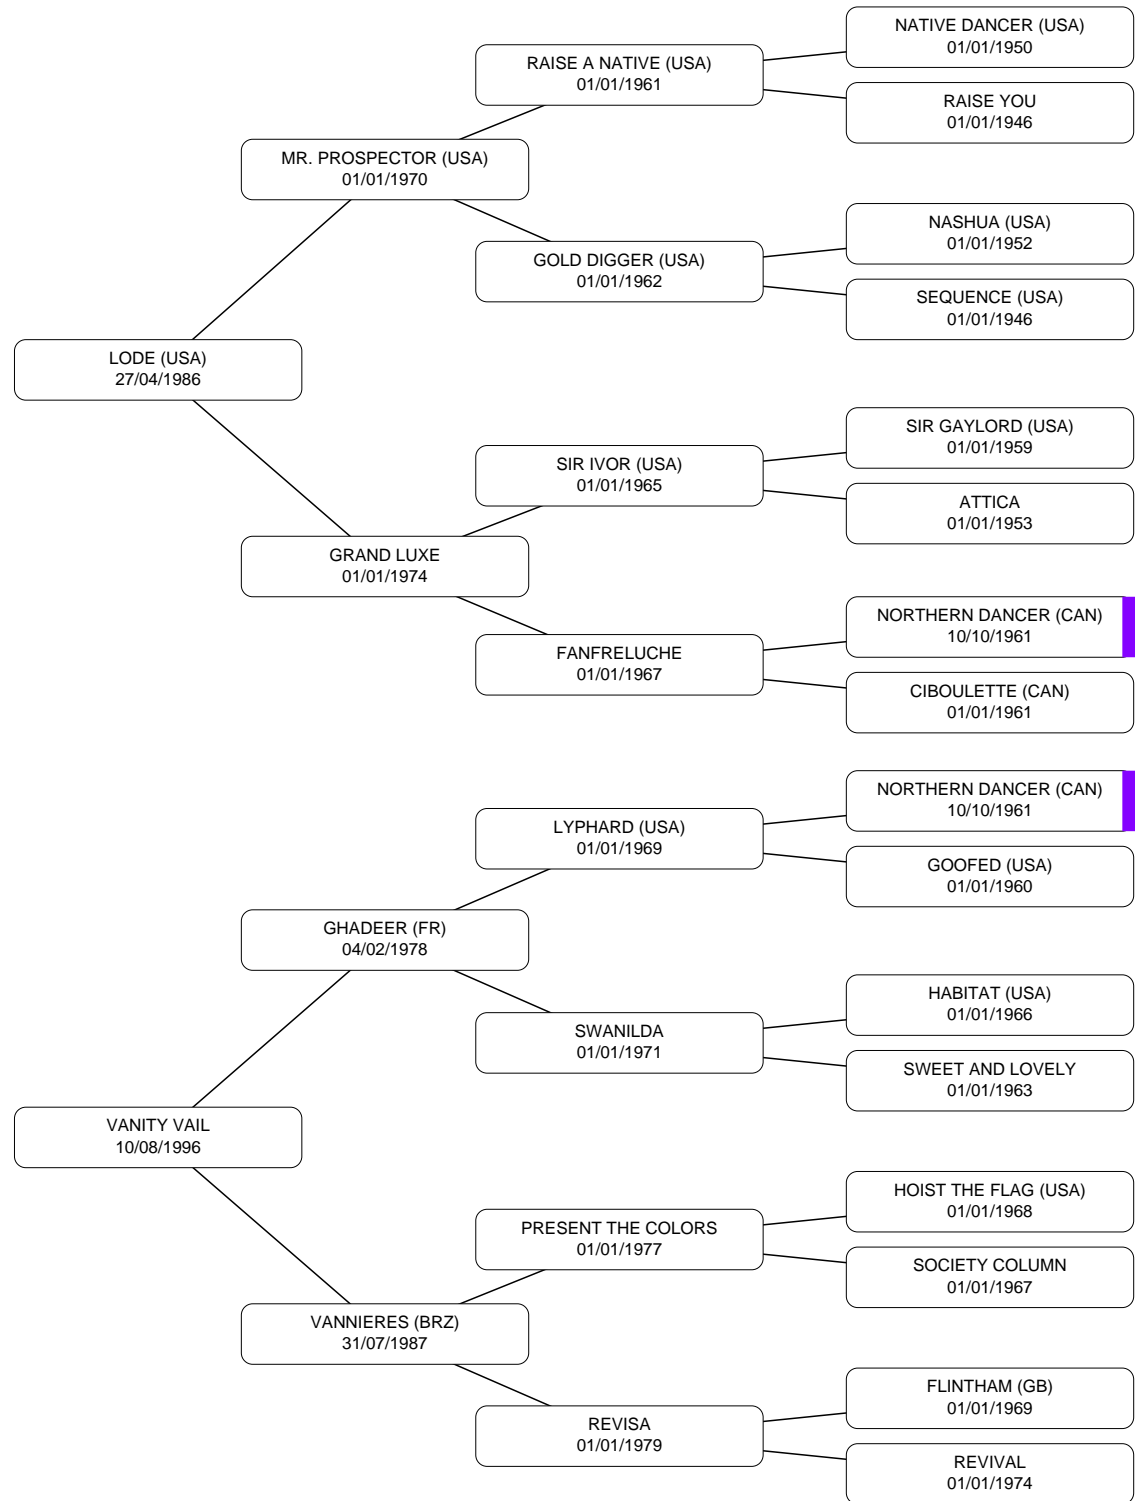 NATIVE DANCER (USA)
01/01/1950
RAISE A NATIVE (USA)
01/01/1961
RAISE YOU
01/01/1946
MR. PROSPECTOR (USA)
01/01/1970
NASHUA (USA)
01/01/1952
GOLD DIGGER (USA)
01/01/1962
SEQUENCE (USA)
01/01/1946
LODE (USA)
27/04/1986
SIR GAYLORD (USA)
01/01/1959
SIR IVOR (USA)
01/01/1965
ATTICA
01/01/1953
GRAND LUXE
01/01/1974
NORTHERN DANCER (CAN)
10/10/1961
FANFRELUCHE
01/01/1967
CIBOULETTE (CAN)
01/01/1961
NORTHERN DANCER (CAN)
10/10/1961
LYPHARD (USA)
01/01/1969
GOOFED (USA)
01/01/1960
GHADEER (FR)
04/02/1978
HABITAT (USA)
01/01/1966
SWANILDA
01/01/1971
SWEET AND LOVELY
01/01/1963
VANITY VAIL
10/08/1996
HOIST THE FLAG (USA)
01/01/1968
PRESENT THE COLORS
01/01/1977
SOCIETY COLUMN
01/01/1967
VANNIERES (BRZ)
31/07/1987
FLINTHAM (GB)
01/01/1969
REVISA
01/01/1979
REVIVAL
01/01/1974